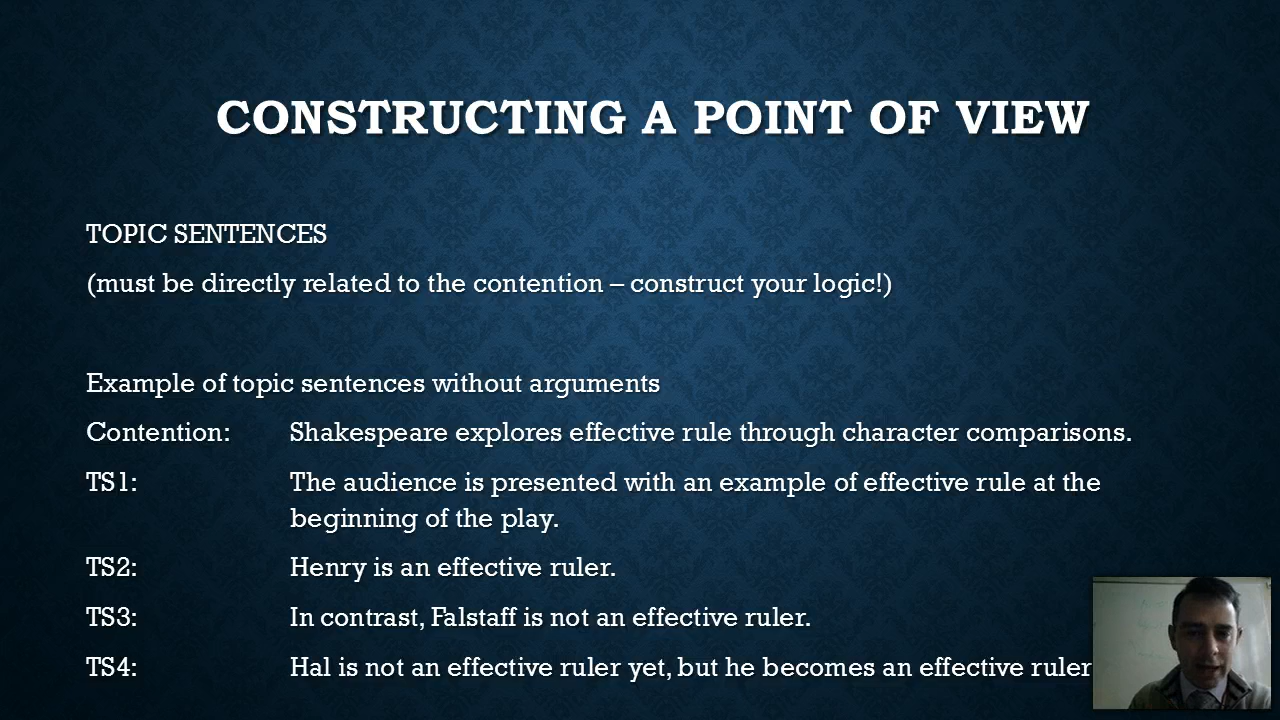 CONSTRUCTING A POINT OF VIEW
TOPIC SENTENCES
(must be directly related to the contention – construct your logic!)
Example of topic sentences without arguments
Contention: Shakespeare explores effective rule through character comparisons.
TS1: The audience is presented with an example of effective rule at the
beginning of the play.
TS2: Henry is an effective ruler.
TS3: In contrast, Falstaff is not an effective ruler.
TS4: Hal is not an effective ruler yet, but he becomes an effective ruler